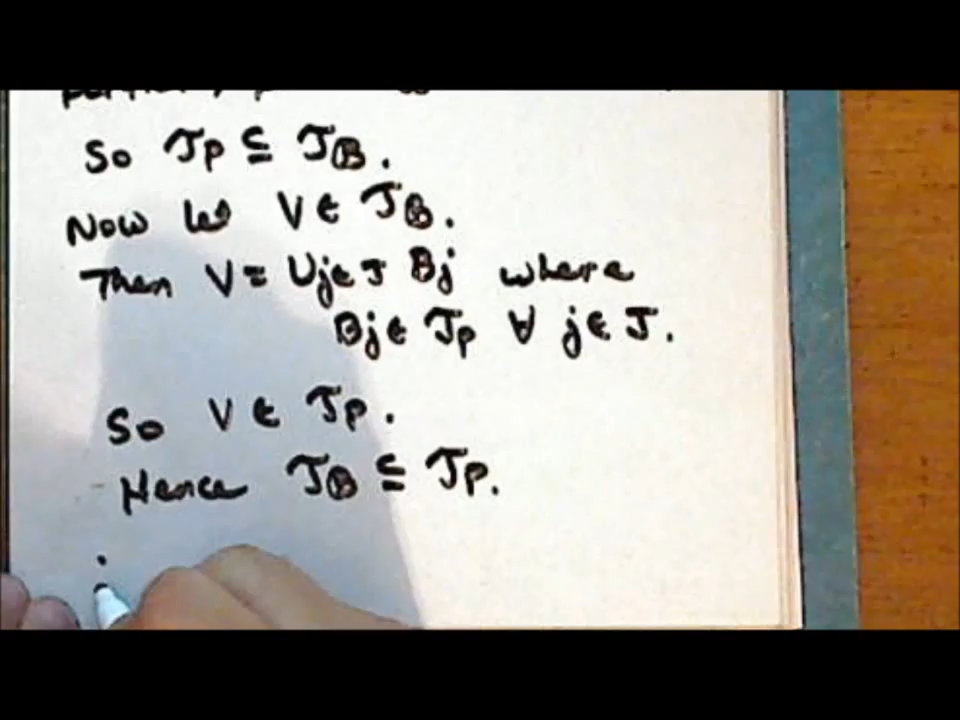 So 𝒯p ⊆ 𝒯𝔹.
Now let V ∈ 𝒯𝔹.
Then V = ∪j∈J Bj where
Bj ∈ 𝒯p ∀ j ∈ J.
So V ∈ 𝒯p.
Hence 𝒯𝔹 ⊆ 𝒯p.